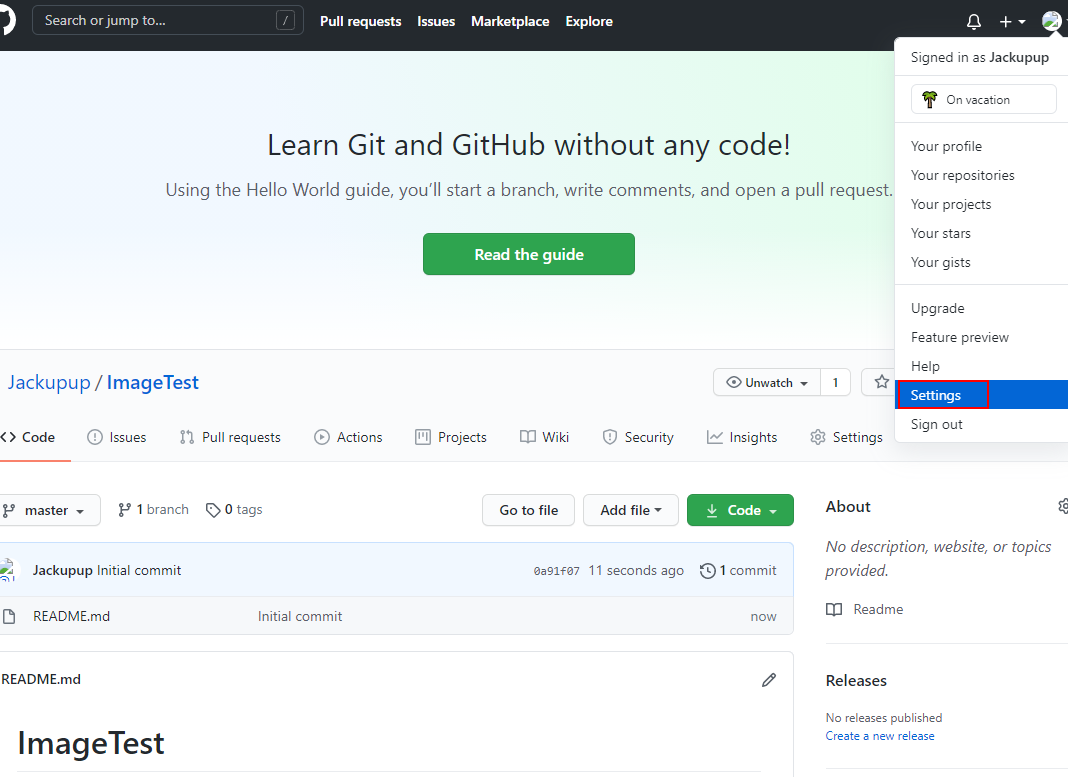 Search or jump to... /
Pull requests Issues Marketplace Explore
Signed in as Jackupup
On vacation
Your profile
Your repositories
Your projects
Your stars
Your gists
Upgrade
Feature preview
Help
Settings
Sign out
Learn Git and GitHub without any code!
Using the Hello World guide, you’ll start a branch, write comments, and open a pull request.
Read the guide
Jackupup / ImageTest
Unwatch 1
Code Issues Pull requests Actions Projects Wiki Security Insights Settings
master 1 branch 0 tags
Go to file Add file Code
Jackupup Initial commit 0a91f07 11 seconds ago 1 commit
README.md Initial commit now
README.md
ImageTest
About
No description, website, or topics
provided.
Readme
Releases
No releases published
Create a new release